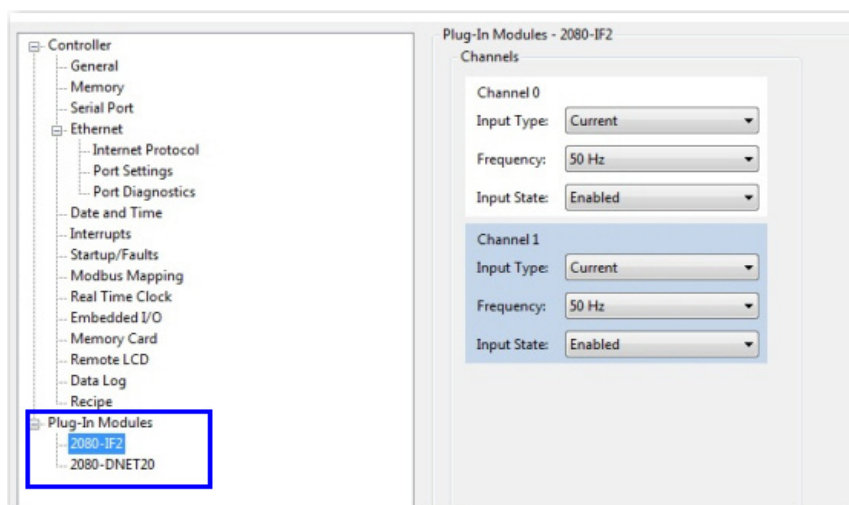 Controller
General
Memory
Serial Port
Ethernet
Internet Protocol
Port Settings
Port Diagnostics
Date and Time
Interrupts
Startup/Faults
Modbus Mapping
Real Time Clock
Embedded I/O
Memory Card
Remote LCD
Data Log
Recipe
Plug-In Modules
2080-IF2
2080-DNET20
Plug-In Modules - 2080-IF2
Channels
Channel 0
Input Type: Current
Frequency: 50 Hz
Input State: Enabled
Channel 1
Input Type: Current
Frequency: 50 Hz
Input State: Enabled